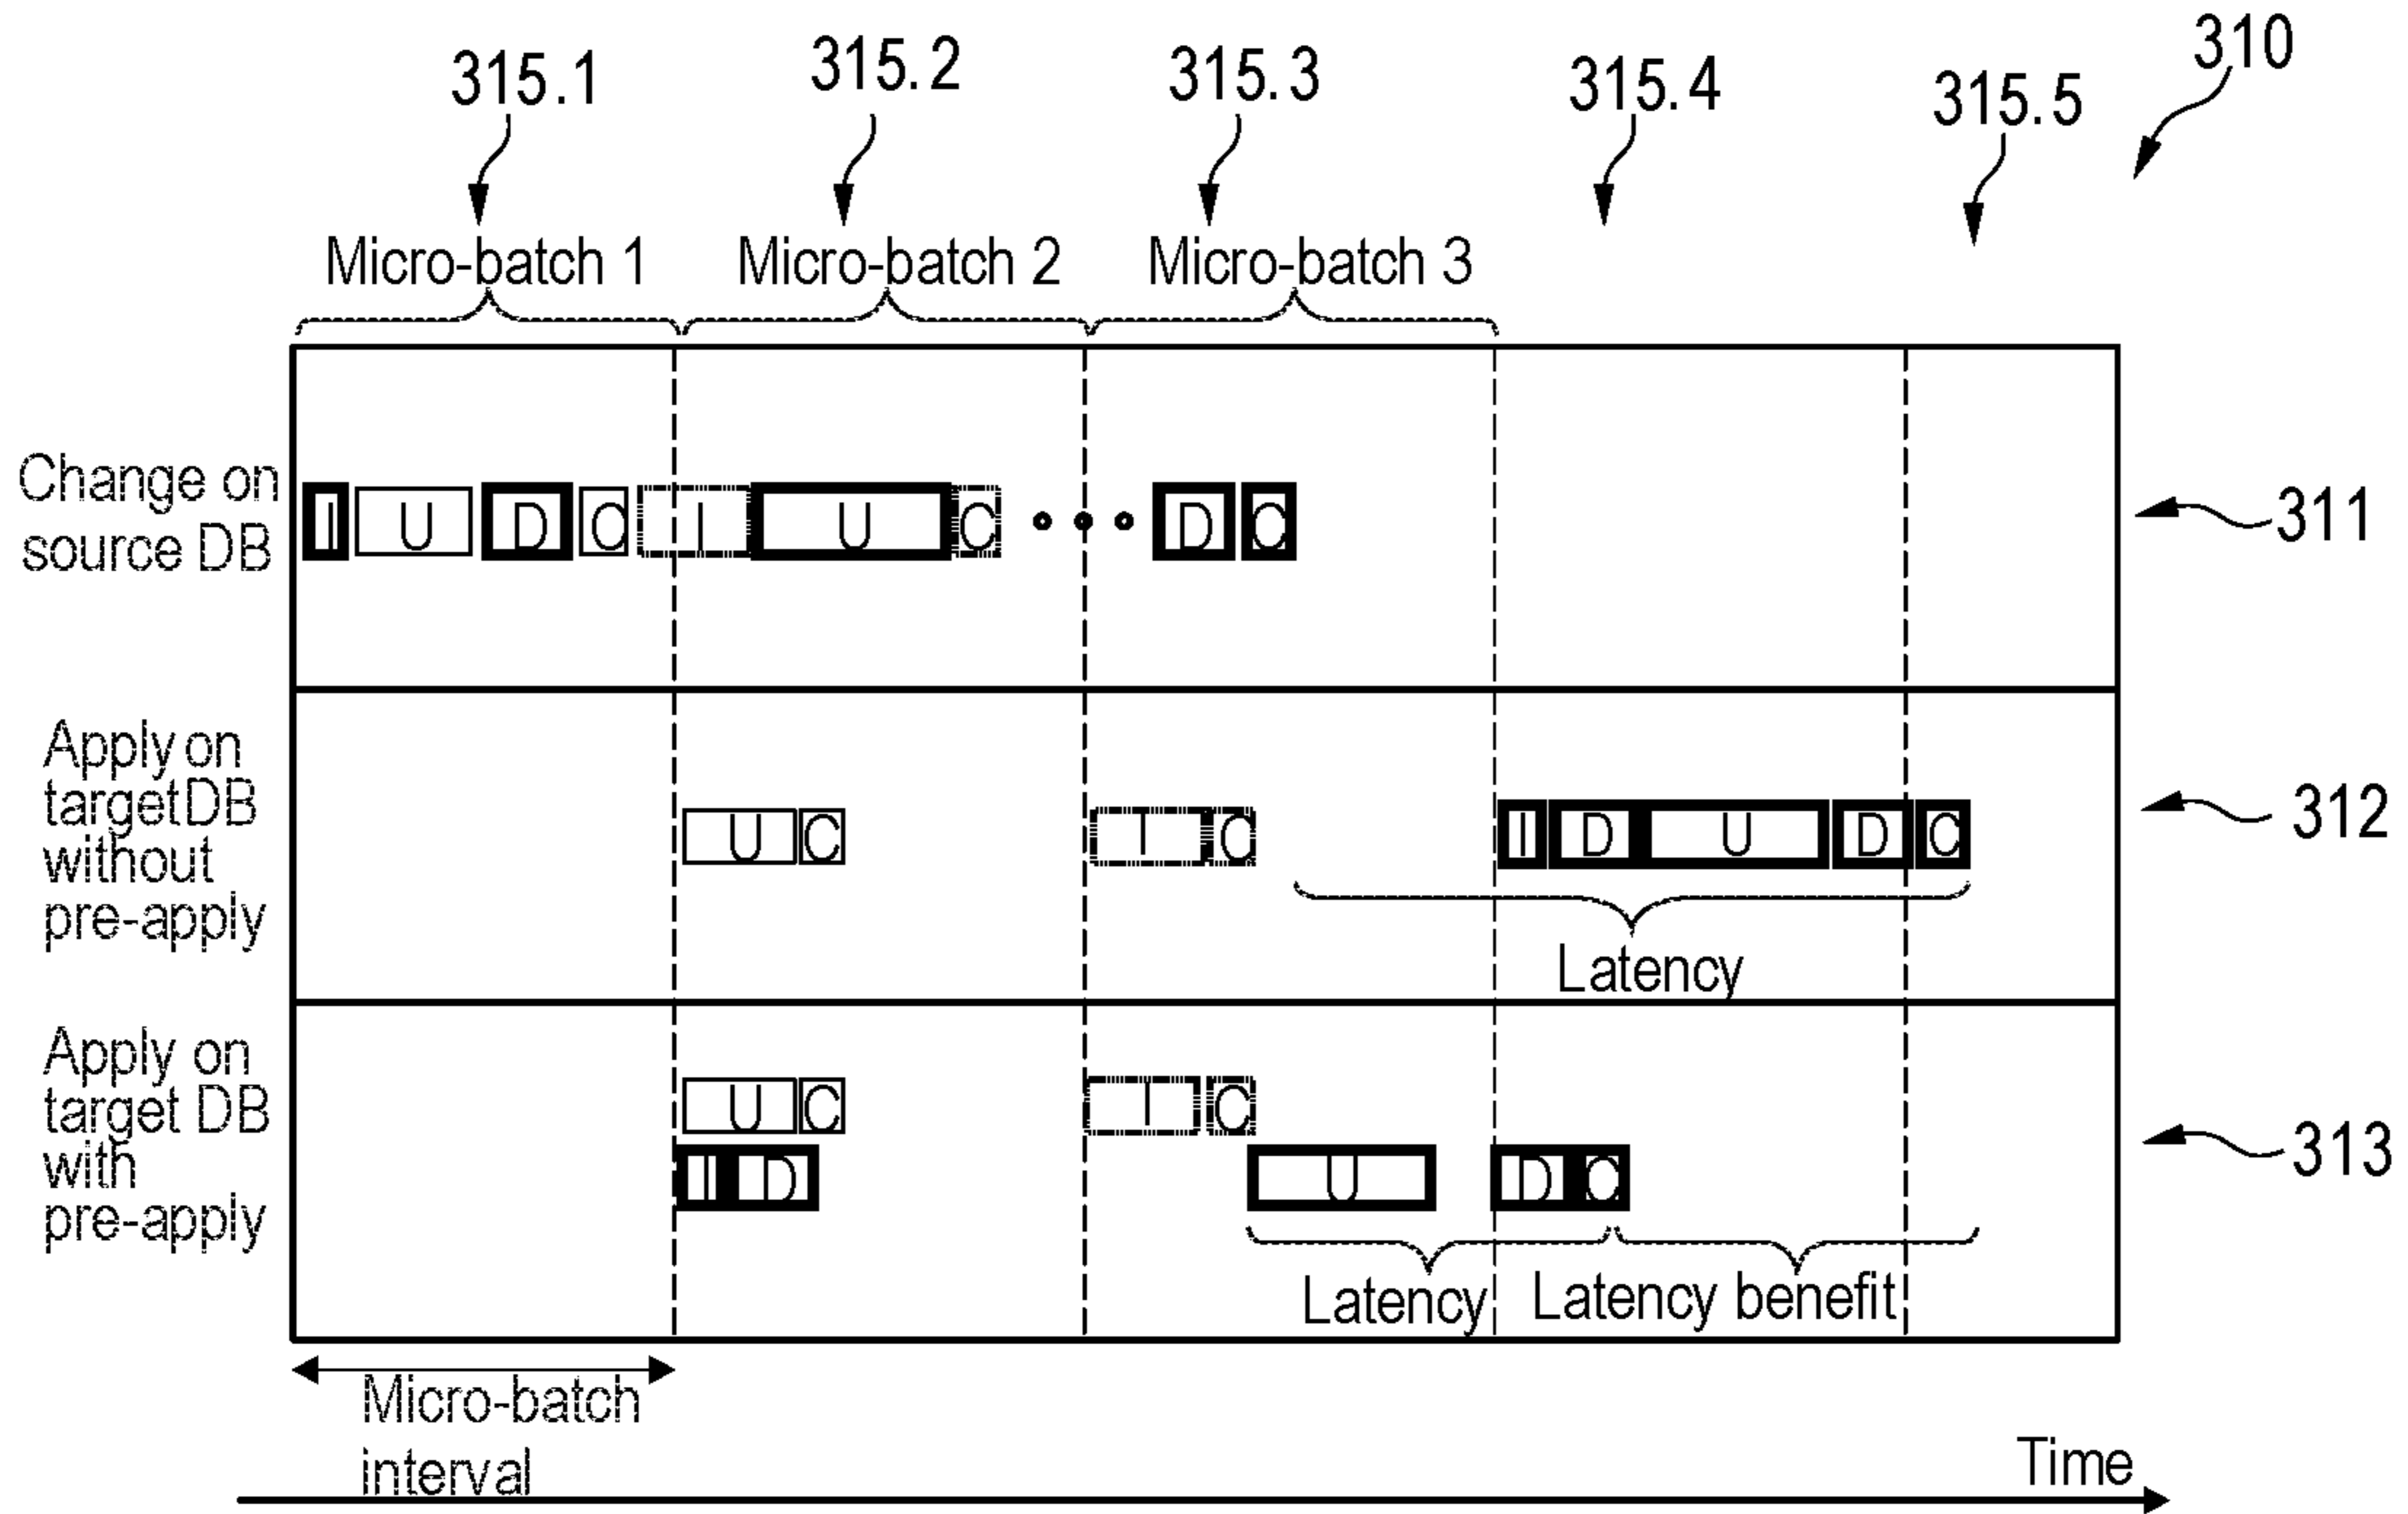 310
315.1 315.2 315.3 315.4 315.5
Micro-batch 1 Micro-batch 2 Micro-batch 3
Change on
source DB
I U D C I U C D C
311
Apply on
targetDB
without
pre-apply
U C I C I D U D C
312
Latency
Apply on
target DB
with
pre-apply
U C I C
I D U D C
313
Latency Latency benefit
Micro-batch
interval
Time